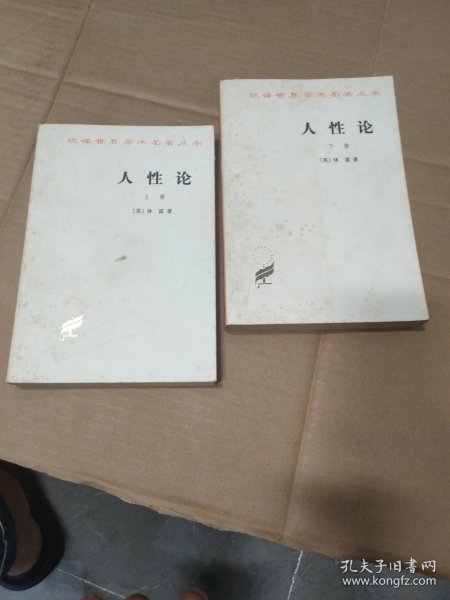 汉译世界学术名著丛书
人性论
上册
〔英〕休谟著
汉译世界学术名著丛书
人性论
下册
〔英〕休谟著
孔夫子旧书网
www.kongfz.com